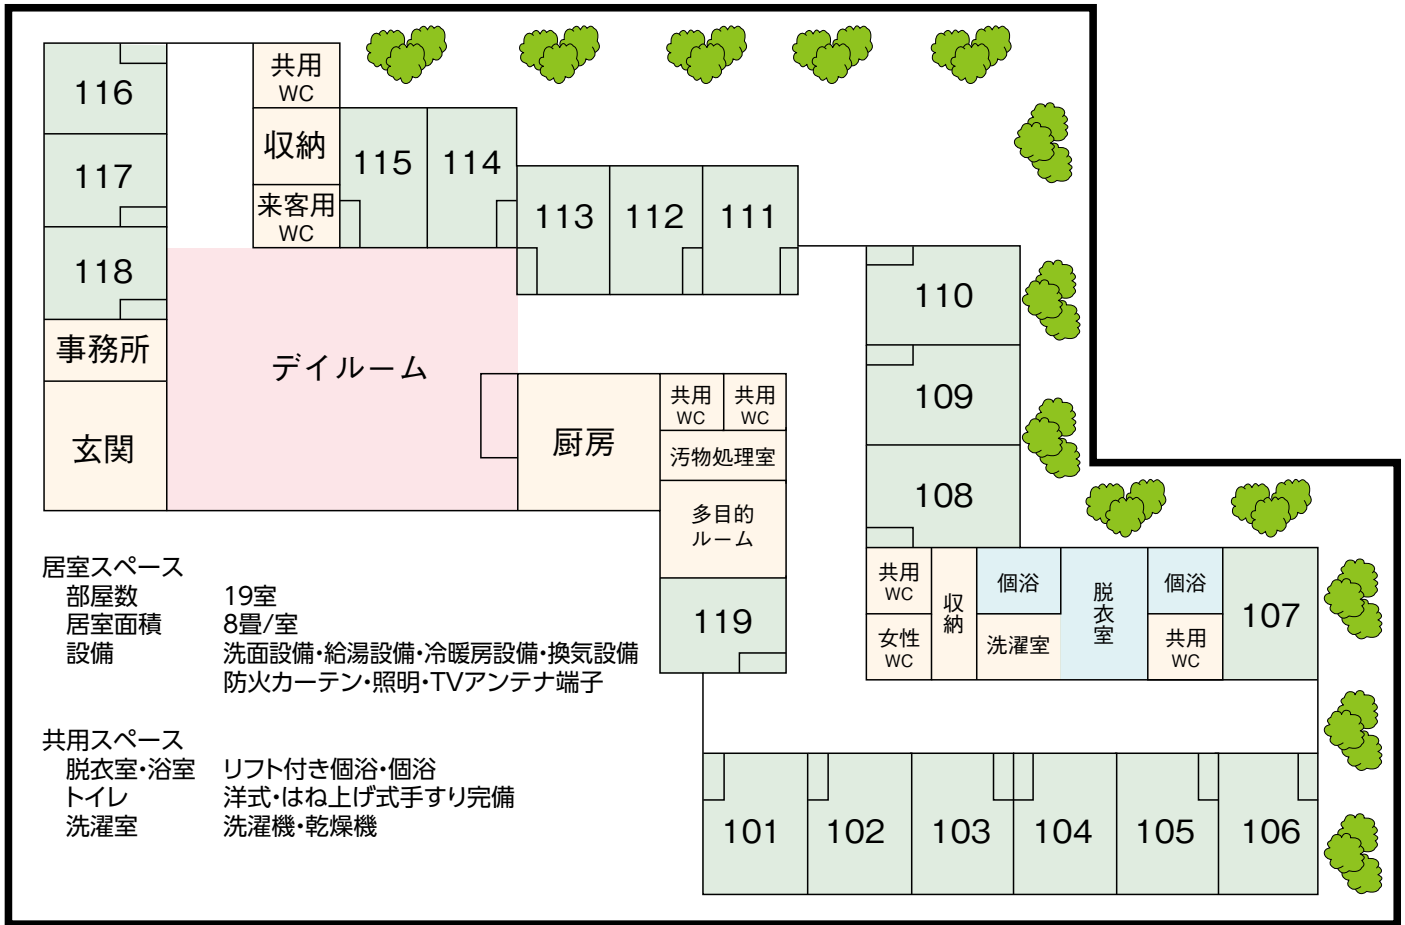 116
共用
WC
収納
115
114
117
来客用
WC
113
112
111
118
110
事務所
デイルーム
109
共用
WC
共用
WC
玄関
厨房
汚物処理室
108
多目的
ルーム
共用
WC
収納
個浴
脱衣室
個浴
107
119
女性
WC
洗濯室
共用
WC
101
102
103
104
105
106
居室スペース
部屋数 19室
居室面積 8畳/室
設備 洗面設備・給湯設備・冷暖房設備・換気設備
防火カーテン・照明・TVアンテナ端子
共用スペース
脱衣室・浴室 リフト付き個浴・個浴
トイレ 洋式・はね上げ式手すり完備
洗濯室 洗濯機・乾燥機